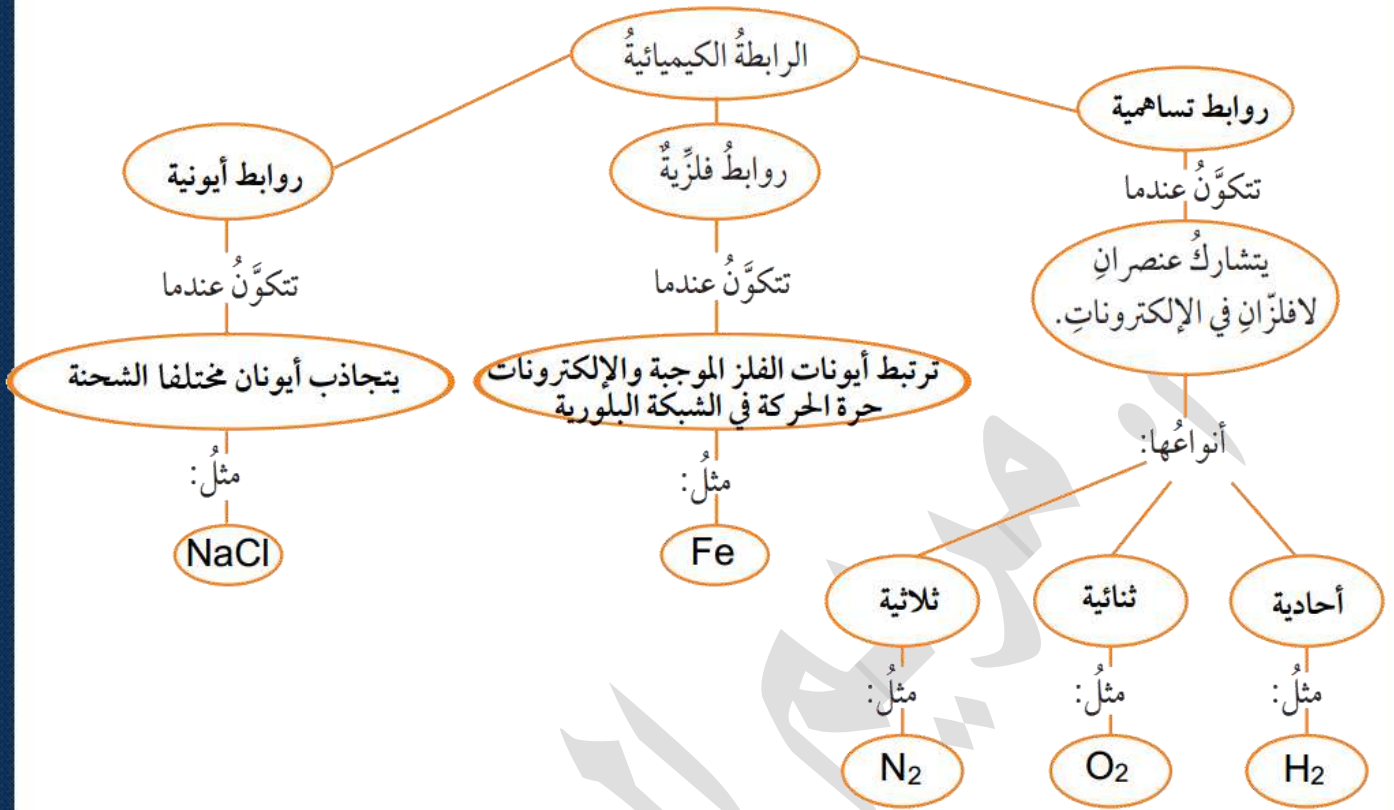 الرابطةُ الكيميائيةُ
روابط تساهمية
تتكوَّنُ عندما
يتشاركُ عنصرانِ
لافلزّانِ في الإلكتروناتِ.
أنواعُها:
أحادية
مثلُ:
H2
ثنائية
مثلُ:
O2
ثلاثية
مثلُ:
N2
روابطُ فلزِّيةٌ
تتكوَّنُ عندما
ترتبط أيونات الفلز الموجبة والإلكترونات
حرة الحركة في الشبكة البلورية
مثلُ:
Fe
روابط أيونية
تتكوَّنُ عندما
يتجاذب أيونان مختلفا الشحنة
مثلُ:
NaCl